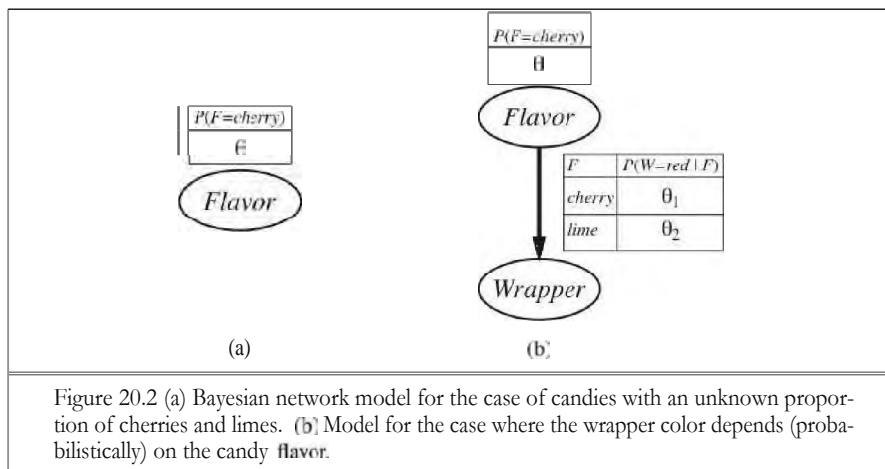 P(F=cherry)
θ
Flavor
(a)
P(F=cherry)
θ
Flavor
F P(W=red | F)
cherry θ1
lime θ2
Wrapper
(b)
Figure 20.2 (a) Bayesian network model for the case of candies with an unknown propor-
tion of cherries and limes. (b) Model for the case where the wrapper color depends (proba-
bilistically) on the candy flavor.